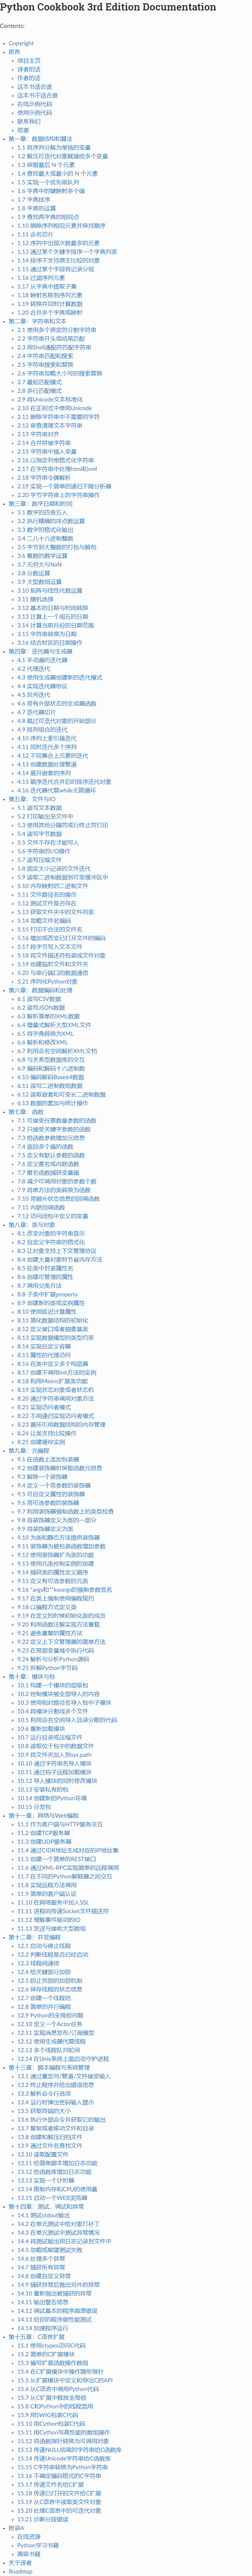 Python Cookbook 3rd Edition Documentation
Contents:
Copyright
前言
项目主页
译者的话
作者的话
这本书适合谁
这本书不适合谁
在线示例代码
使用示例代码
联系我们
致谢
第一章：数据结构和算法
1.1 将序列分解为单独的变量
1.2 解压可迭代对象赋值给多个变量
1.3 保留最后 N 个元素
1.4 查找最大或最小的 N 个元素
1.5 实现一个优先级队列
1.6 字典中的键映射多个值
1.7 字典排序
1.8 字典的运算
1.9 查找两字典的相同点
1.10 删除序列相同元素并保持顺序
1.11 命名切片
1.12 序列中出现次数最多的元素
1.13 通过某个关键字排序一个字典列表
1.14 排序不支持原生比较的对象
1.15 通过某个字段将记录分组
1.16 过滤序列元素
1.17 从字典中提取子集
1.18 映射名称到序列元素
1.19 转换并同时计算数据
1.20 合并多个字典或映射
第二章：字符串和文本
2.1 使用多个界定符分割字符串
2.2 字符串开头或结尾匹配
2.3 用Shell通配符匹配字符串
2.4 字符串匹配和搜索
2.5 字符串搜索和替换
2.6 字符串忽略大小写的搜索替换
2.7 最短匹配模式
2.8 多行匹配模式
2.9 将Unicode文本标准化
2.10 在正则式中使用Unicode
2.11 删除字符串中不需要的字符
2.12 审查清理文本字符串
2.13 字符串对齐
2.14 合并拼接字符串
2.15 字符串中插入变量
2.16 以指定列宽格式化字符串
2.17 在字符串中处理html和xml
2.18 字符串令牌解析
2.19 实现一个简单的递归下降分析器
2.20 字节字符串上的字符串操作
第三章：数字日期和时间
3.1 数字的四舍五入
3.2 执行精确的浮点数运算
3.3 数字的格式化输出
3.4 二八十六进制整数
3.5 字节到大整数的打包与解包
3.6 复数的数学运算
3.7 无穷大与NaN
3.8 分数运算
3.9 大型数组运算
3.10 矩阵与线性代数运算
3.11 随机选择
3.12 基本的日期与时间转换
3.13 计算上一个周五的日期
3.14 计算当前月份的日期范围
3.15 字符串转换为日期
3.16 结合时区的日期操作
第四章：迭代器与生成器
4.1 手动遍历迭代器
4.2 代理迭代
4.3 使用生成器创建新的迭代模式
4.4 实现迭代器协议
4.5 反向迭代
4.6 带有外部状态的生成器函数
4.7 迭代器切片
4.8 跳过可迭代对象的开始部分
4.9 排列组合的迭代
4.10 序列上索引值迭代
4.11 同时迭代多个序列
4.12 不同集合上元素的迭代
4.13 创建数据处理管道
4.14 展开嵌套的序列
4.15 顺序迭代合并后的排序迭代对象
4.16 迭代器代替while无限循环
第五章：文件与IO
5.1 读写文本数据
5.2 打印输出至文件中
5.3 使用其他分隔符或行终止符打印
5.4 读写字节数据
5.5 文件不存在才能写入
5.6 字符串的I/O操作
5.7 读写压缩文件
5.8 固定大小记录的文件迭代
5.9 读取二进制数据到可变缓冲区中
5.10 内存映射的二进制文件
5.11 文件路径名的操作
5.12 测试文件是否存在
5.13 获取文件夹中的文件列表
5.14 忽略文件名编码
5.15 打印不合法的文件名
5.16 增加或改变已打开文件的编码
5.17 将字节写入文本文件
5.18 将文件描述符包装成文件对象
5.19 创建临时文件和文件夹
5.20 与串行端口的数据通信
5.21 序列化Python对象
第六章：数据编码和处理
6.1 读写CSV数据
6.2 读写JSON数据
6.3 解析简单的XML数据
6.4 增量式解析大型XML文件
6.5 将字典转换为XML
6.6 解析和修改XML
6.7 利用命名空间解析XML文档
6.8 与关系型数据库的交互
6.9 编码和解码十六进制数
6.10 编码解码Base64数据
6.11 读写二进制数组数据
6.12 读取嵌套和可变长二进制数据
6.13 数据的累加与统计操作
第七章：函数
7.1 可接受任意数量参数的函数
7.2 只接受关键字参数的函数
7.3 给函数参数增加元信息
7.4 返回多个值的函数
7.5 定义有默认参数的函数
7.6 定义匿名或内联函数
7.7 匿名函数捕获变量值
7.8 减少可调用对象的参数个数
7.9 将单方法的类转换为函数
7.10 带额外状态信息的回调函数
7.11 内联回调函数
7.12 访问闭包中定义的变量
第八章：类与对象
8.1 改变对象的字符串显示
8.2 自定义字符串的格式化
8.3 让对象支持上下文管理协议
8.4 创建大量对象时节省内存方法
8.5 在类中封装属性名
8.6 创建可管理的属性
8.7 调用父类方法
8.8 子类中扩展property
8.9 创建新的类或实例属性
8.10 使用延迟计算属性
8.11 简化数据结构的初始化
8.12 定义接口或者抽象基类
8.13 实现数据模型的类型约束
8.14 实现自定义容器
8.15 属性的代理访问
8.16 在类中定义多个构造器
8.17 创建不调用init方法的实例
8.18 利用Mixins扩展类功能
8.19 实现状态对象或者状态机
8.20 通过字符串调用对象方法
8.21 实现访问者模式
8.22 不用递归实现访问者模式
8.23 循环引用数据结构的内存管理
8.24 让类支持比较操作
8.25 创建缓存实例
第九章：元编程
9.1 在函数上添加包装器
9.2 创建装饰器时保留函数元信息
9.3 解除一个装饰器
9.4 定义一个带参数的装饰器
9.5 可自定义属性的装饰器
9.6 带可选参数的装饰器
9.7 利用装饰器强制函数上的类型检查
9.8 将装饰器定义为类的一部分
9.9 将装饰器定义为类
9.10 为类和静态方法提供装饰器
9.11 装饰器为被包装函数增加参数
9.12 使用装饰器扩充类的功能
9.13 使用元类控制实例的创建
9.14 捕获类的属性定义顺序
9.15 定义有可选参数的元类
9.16 *args和**kwargs的强制参数签名
9.17 在类上强制使用编程规约
9.18 以编程方式定义类
9.19 在定义的时候初始化类的成员
9.20 利用函数注解实现方法重载
9.21 避免重复的属性方法
9.22 定义上下文管理器的简单方法
9.23 在局部变量域中执行代码
9.24 解析与分析Python源码
9.25 拆解Python字节码
第十章：模块与包
10.1 构建一个模块的层级包
10.2 控制模块被全部导入的内容
10.3 使用相对路径名导入包中子模块
10.4 将模块分割成多个文件
10.5 利用命名空间导入目录分散的代码
10.6 重新加载模块
10.7 运行目录或压缩文件
10.8 读取位于包中的数据文件
10.9 将文件夹加入到sys.path
10.10 通过字符串名导入模块
10.11 通过钩子远程加载模块
10.12 导入模块的同时修改模块
10.13 安装私有的包
10.14 创建新的Python环境
10.15 分发包
第十一章：网络与Web编程
11.1 作为客户端与HTTP服务交互
11.2 创建TCP服务器
11.3 创建UDP服务器
11.4 通过CIDR地址生成对应的IP地址集
11.5 创建一个简单的REST接口
11.6 通过XML-RPC实现简单的远程调用
11.7 在不同的Python解释器之间交互
11.8 实现远程方法调用
11.9 简单的客户端认证
11.10 在网络服务中加入SSL
11.11 进程间传递Socket文件描述符
11.12 理解事件驱动的IO
11.13 发送与接收大型数组
第十二章：并发编程
12.1 启动与停止线程
12.2 判断线程是否已经启动
12.3 线程间通信
12.4 给关键部分加锁
12.5 防止死锁的加锁机制
12.6 保存线程的状态信息
12.7 创建一个线程池
12.8 简单的并行编程
12.9 Python的全局锁问题
12.10 定义一个Actor任务
12.11 实现消息发布/订阅模型
12.12 使用生成器代替线程
12.13 多个线程队列轮询
12.14 在Unix系统上面启动守护进程
第十三章：脚本编程与系统管理
13.1 通过重定向/管道/文件接受输入
13.2 终止程序并给出错误信息
13.3 解析命令行选项
13.4 运行时弹出密码输入提示
13.5 获取终端的大小
13.6 执行外部命令并获取它的输出
13.7 复制或者移动文件和目录
13.8 创建和解压归档文件
13.9 通过文件名查找文件
13.10 读取配置文件
13.11 给简单脚本增加日志功能
13.12 给函数库增加日志功能
13.13 实现一个计时器
13.14 限制内存和CPU的使用量
13.15 启动一个WEB浏览器
第十四章：测试、调试和异常
14.1 测试stdout输出
14.2 在单元测试中给对象打补丁
14.3 在单元测试中测试异常情况
14.4 将测试输出用日志记录到文件中
14.5 忽略或期望测试失败
14.6 处理多个异常
14.7 捕获所有异常
14.8 创建自定义异常
14.9 捕获异常后抛出另外的异常
14.10 重新抛出被捕获的异常
14.11 输出警告信息
14.12 调试基本的程序崩溃错误
14.13 给你的程序做性能测试
14.14 加速程序运行
第十五章：C语言扩展
15.1 使用ctypes访问C代码
15.2 简单的C扩展模块
15.3 编写扩展函数操作数组
15.4 在C扩展模块中操作隐形指针
15.5 从扩展模块中定义和导出C的API
15.6 从C语言中调用Python代码
15.7 从C扩展中释放全局锁
15.8 C和Python中的线程混用
15.9 用SWIG包装C代码
15.10 用Cython包装C代码
15.11 用Cython写高性能的数组操作
15.12 将函数指针转换为可调用对象
15.13 传递NULL结尾的字符串给C函数库
15.14 传递Unicode字符串给C函数库
15.15 C字符串转换为Python字符串
15.16 不确定编码格式的C字符串
15.17 传递文件名给C扩展
15.18 传递已打开的文件给C扩展
15.19 从C语言中读取类文件对象
15.20 处理C语言中的可迭代对象
15.21 诊断分段错误
附录A
在线资源
Python学习书籍
高级书籍
关于译者
Roadmap